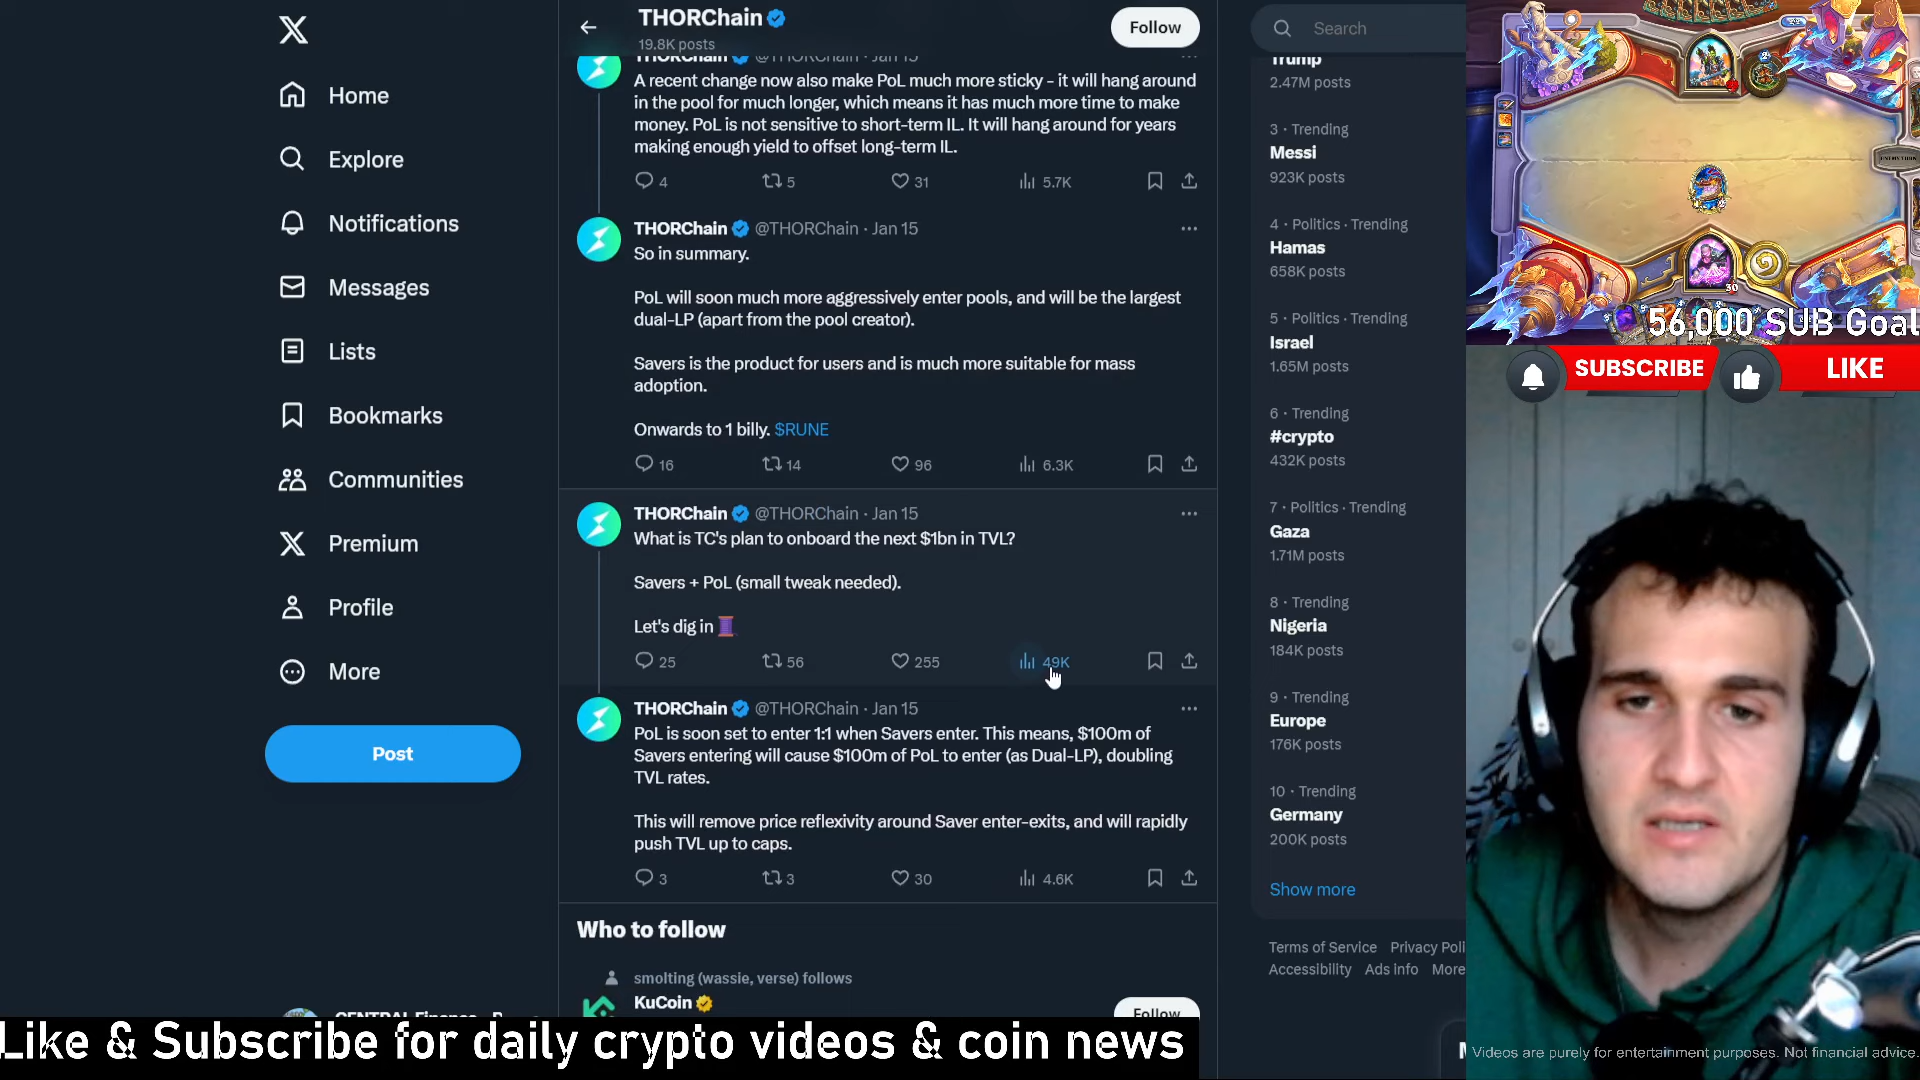 THORChain
19.8K posts
Follow
Search
Home
Explore
Notifications
Messages
Lists
Bookmarks
Communities
Premium
Profile
More
Post
THORChain @THORChain · Jan 15
A recent change now also make PoL much more sticky - it will hang around
in the pool for much longer, which means it has much more time to make
money. PoL is not sensitive to short-term IL. It will hang around for years
making enough yield to offset long-term IL.
4 5 31 5.7K
THORChain @THORChain · Jan 15
So in summary.
PoL will soon much more aggressively enter pools, and will be the largest
dual-LP (apart from the pool creator).
Savers is the product for users and is much more suitable for mass
adoption.
Onwards to 1 billy. $RUNE
16 14 96 6.3K
THORChain @THORChain · Jan 15
What is TC's plan to onboard the next $1bn in TVL?
Savers + PoL (small tweak needed).
Let's dig in
25 56 255 49K
THORChain @THORChain · Jan 15
PoL is soon set to enter 1:1 when Savers enter. This means, $100m of
Savers entering will cause $100m of PoL to enter (as Dual-LP), doubling
TVL rates.
This will remove price reflexivity around Saver enter-exits, and will rapidly
push TVL up to caps.
3 3 30 4.6K
Who to follow
smolting (wassie, verse) follows
KuCoin
Follow
Trump
2.47M posts
3 · Trending
Messi
923K posts
4 · Politics · Trending
Hamas
658K posts
5 · Politics · Trending
Israel
1.65M posts
6 · Trending
#crypto
432K posts
7 · Politics · Trending
Gaza
1.71M posts
8 · Trending
Nigeria
184K posts
9 · Trending
Europe
176K posts
10 · Trending
Germany
200K posts
Show more
Terms of Service Privacy Poli
Accessibility Ads info More
30
56,000 SUB Goal
SUBSCRIBE
LIKE
Like & Subscribe for daily crypto videos & coin news
Videos are purely for entertainment purposes. Not financial advice.